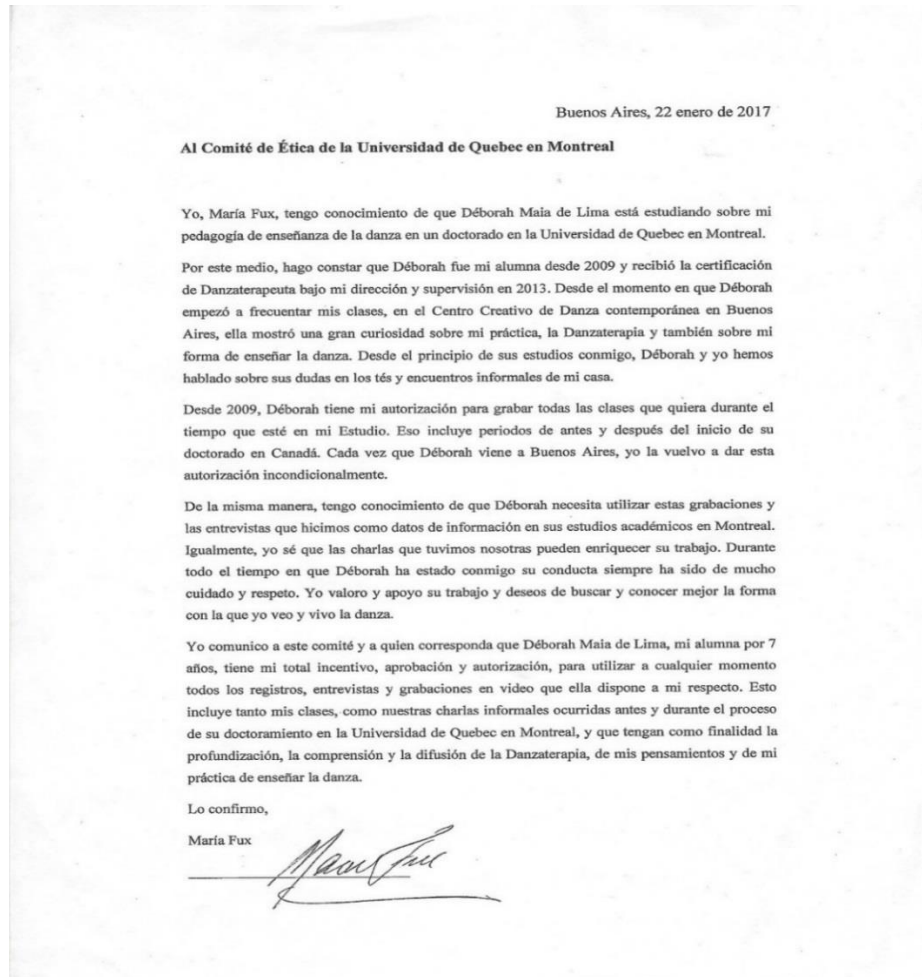 Buenos Aires, 22 enero de 2017
Al Comité de Ética de la Universidad de Quebec en Montreal
Yo, María Fux, tengo conocimiento de que Déborah Maia de Lima está estudiando sobre mi
pedagogía de enseñanza de la danza en un doctorado en la Universidad de Quebec en Montreal.
Por este medio, hago constar que Déborah fue mi alumna desde 2009 y recibió la certificación
de Danzaterapeuta bajo mi dirección y supervisión en 2013. Desde el momento en que Déborah
empezó a frecuentar mis clases, en el Centro Creativo de Danza contemporánea en Buenos
Aires, ella mostró una gran curiosidad sobre mi práctica, la Danzaterapia y también sobre mi
forma de enseñar la danza. Desde el principio de sus estudios conmigo, Déborah y yo hemos
hablado sobre sus dudas en los tés y encuentros informales de mi casa.
Desde 2009, Déborah tiene mi autorización para grabar todas las clases que quiera durante el
tiempo que esté en mi Estudio. Eso incluye periodos de antes y después del inicio de su
doctorado en Canadá. Cada vez que Déborah viene a Buenos Aires, yo la vuelvo a dar esta
autorización incondicionalmente.
De la misma manera, tengo conocimiento de que Déborah necesita utilizar estas grabaciones y
las entrevistas que hicimos como datos de información en sus estudios académicos en Montreal.
Igualmente, yo sé que las charlas que tuvimos nosotras pueden enriquecer su trabajo. Durante
todo el tiempo en que Déborah ha estado conmigo su conducta siempre ha sido de mucho
cuidado y respeto. Yo valoro y apoyo su trabajo y deseos de buscar y conocer mejor la forma
con la que yo veo y vivo la danza.
Yo comunico a este comité y a quien corresponda que Déborah Maia de Lima, mi alumna por 7
años, tiene mi total incentivo, aprobación y autorización, para utilizar a cualquier momento
todos los registros, entrevistas y grabaciones en video que ella dispone a mi respecto. Esto
incluye tanto mis clases, como nuestras charlas informales ocurridas antes y durante el proceso
de su doctoramiento en la Universidad de Quebec en Montreal, y que tengan como finalidad la
profundización, la comprensión y la difusión de la Danzaterapia, de mis pensamientos y de mi
práctica de enseñar la danza.
Lo confirmo,
María Fux
María Fux